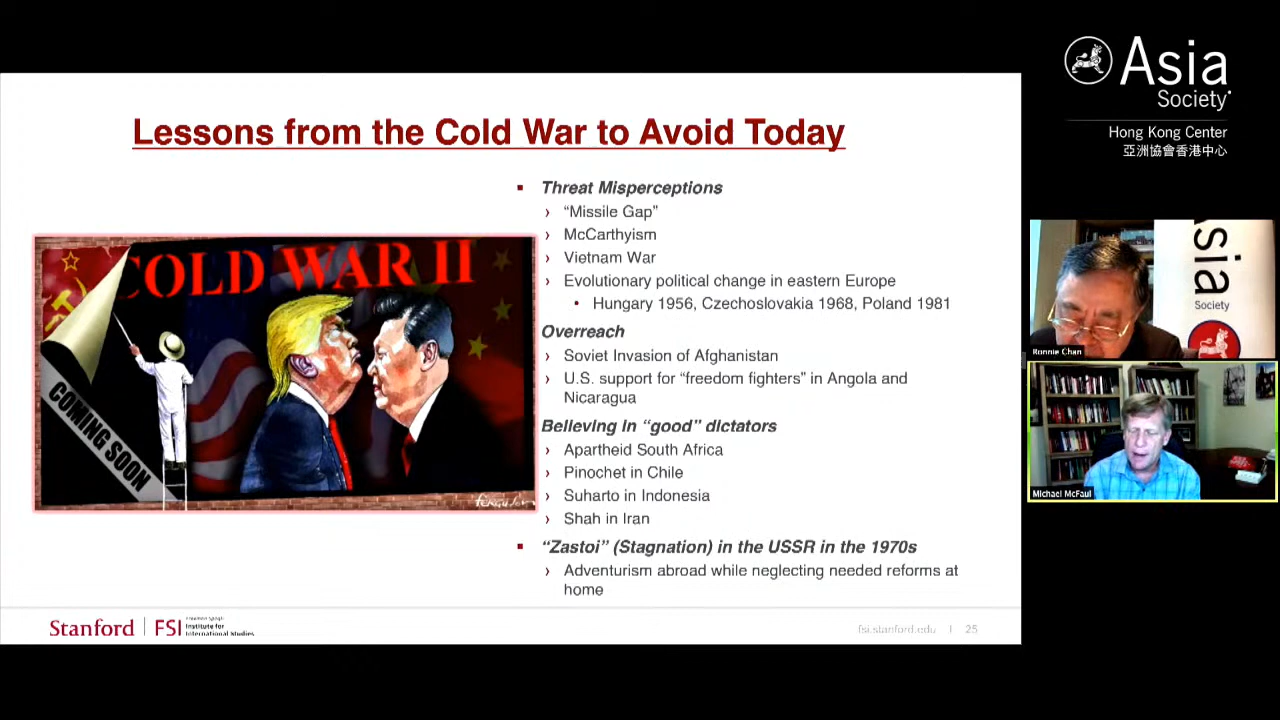 Lessons from the Cold War to Avoid Today
COLD WAR II
COMING SOON
▪ Threat Misperceptions
› “Missile Gap”
› McCarthyism
› Vietnam War
› Evolutionary political change in eastern Europe
• Hungary 1956, Czechoslovakia 1968, Poland 1981
Overreach
› Soviet Invasion of Afghanistan
› U.S. support for “freedom fighters” in Angola and
Nicaragua
Believing in “good” dictators
› Apartheid South Africa
› Pinochet in Chile
› Suharto in Indonesia
› Shah in Iran
▪ “Zastoi” (Stagnation) in the USSR in the 1970s
› Adventurism abroad while neglecting needed reforms at
home
Stanford | FSI
Institute for
International Studies
fsi.stanford.edu | 25
Asia
Society
Hong Kong Center
亞洲協會香港中心
sia
Society
Ronnie Chan
Michael McFaul